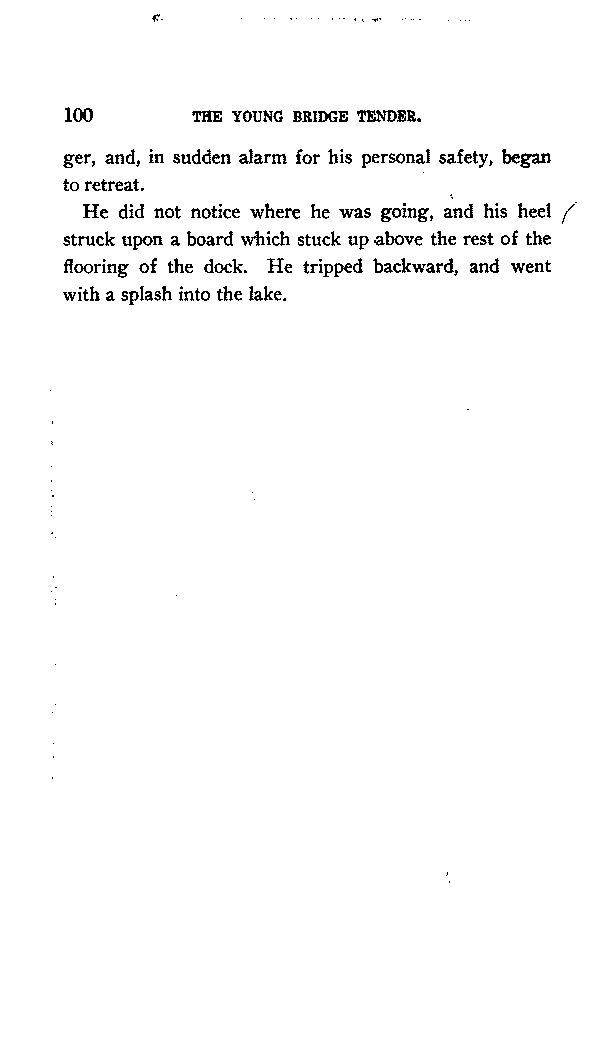 100 THE YOUNG BRIDGE TENDER.
ger, and, in sudden alarm for his personal safety, began
to retreat.
He did not notice where he was going, and his heel
struck upon a board which stuck up above the rest of the
flooring of the dock. He tripped backward, and went
with a splash into the lake.